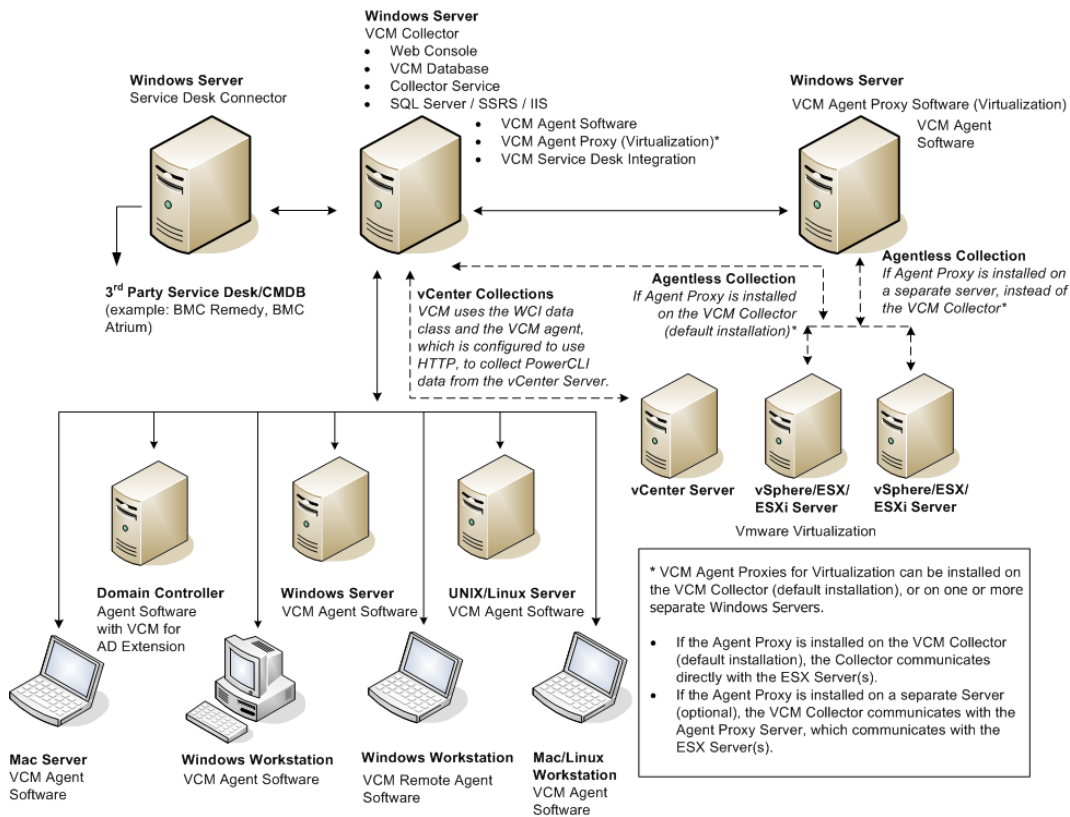 Windows Server
VCM Collector
• Web Console
• VCM Database
• Collector Service
• SQL Server / SSRS / IIS
• VCM Agent Software
• VCM Agent Proxy (Virtualization)*
• VCM Service Desk Integration
Windows Server
Service Desk Connector
Windows Server
VCM Agent Proxy Software (Virtualization)
VCM Agent
Software
3rd Party Service Desk/CMDB
(example: BMC Remedy, BMC
Atrium)
vCenter Collections
VCM uses the WCI data
class and the VCM agent,
which is configured to use
HTTP, to collect PowerCLI
data from the vCenter Server.
Agentless Collection
If Agent Proxy is installed
on the VCM Collector
(default installation)*
Agentless Collection
If Agent Proxy is installed on
a separate server, instead of
the VCM Collector*
vCenter Server
vSphere/ESX/
ESXi Server
vSphere/ESX/
ESXi Server
Vmware Virtualization
Domain Controller
Agent Software
with VCM for
AD Extension
Windows Server
VCM Agent Software
UNIX/Linux Server
VCM Agent Software
* VCM Agent Proxies for Virtualization can be installed on
the VCM Collector (default installation), or on one or more
separate Windows Servers.
• If the Agent Proxy is installed on the VCM Collector
(default installation), the Collector communicates
directly with the ESX Server(s).
• If the Agent Proxy is installed on a separate Server
(optional), the VCM Collector communicates with the
Agent Proxy Server, which communicates with the
ESX Server(s).
Mac Server
VCM Agent
Software
Windows Workstation
VCM Agent Software
Windows Workstation
VCM Remote Agent
Software
Mac/Linux
Workstation
VCM Agent
Software